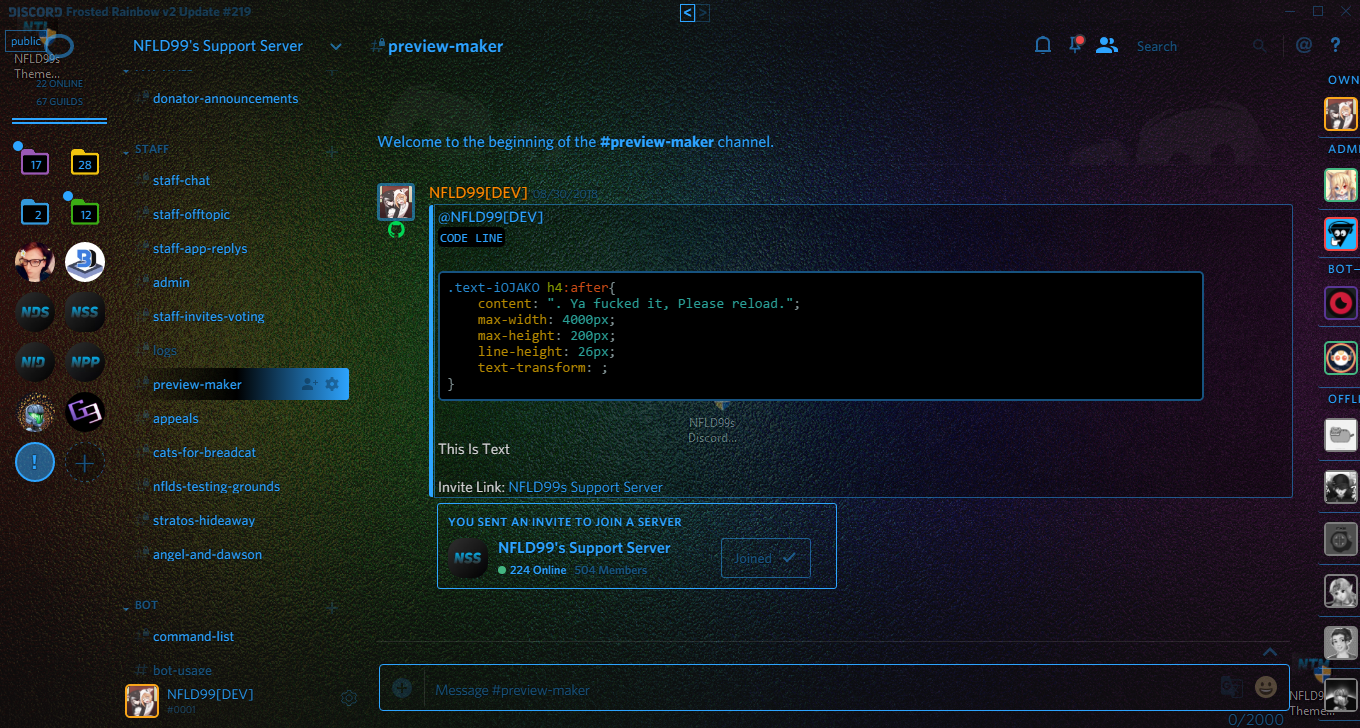 DISCORD Frosted Rainbow v2 Update #219
< >
public
NFLD99s
Theme...
22 ONLINE
67 GUILDS
17
28
2
12
NDS
NSS
NID
NPP
!
NFLD99's Support Server
donator-announcements
STAFF
staff-chat
staff-offtopic
staff-app-replys
admin
staff-invites-voting
logs
preview-maker
appeals
cats-for-breadcat
nflds-testing-grounds
stratos-hideaway
angel-and-dawson
BOT
command-list
# bot-usage
NFLD99[DEV]
#0001
#preview-maker
Search
@
?
Welcome to the beginning of the #preview-maker channel.
NFLD99[DEV] 08/30/2018
@NFLD99[DEV]
CODE LINE
.text-iOJAKO h4:after{
content: ". Ya fucked it, Please reload.";
max-width: 4000px;
max-height: 200px;
line-height: 26px;
text-transform: ;
}
NFLD99s
Discord...
This Is Text
Invite Link: NFLD99s Support Server
YOU SENT AN INVITE TO JOIN A SERVER
NSS
NFLD99's Support Server
224 Online 504 Members
Joined
Message #preview-maker
0/2000
OWN
ADMI
BOT
OFFLI
NTM
NFLD9
Theme...